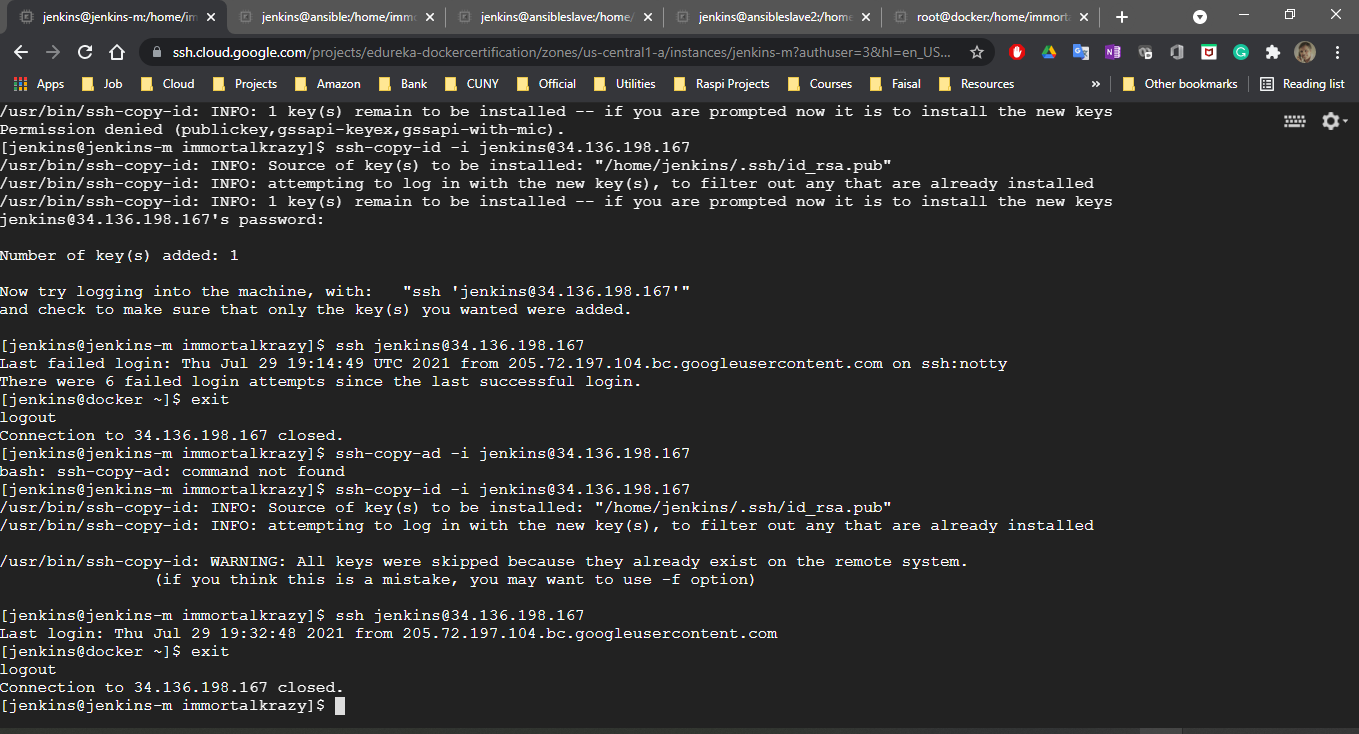 jenkins@jenkins-m:/home/im
jenkins@ansible:/home/immo
jenkins@ansibleslave:/home/
jenkins@ansibleslave2:/home
root@docker:/home/immorta
ssh.cloud.google.com/projects/edureka-dockercertification/zones/us-central1-a/instances/jenkins-m?authuser=3&hl=en_US...
Apps Job Cloud Projects Amazon Bank CUNY Official Utilities Raspi Projects Courses Faisal Resources » Other bookmarks Reading list
/usr/bin/ssh-copy-id: INFO: 1 key(s) remain to be installed -- if you are prompted now it is to install the new keys
Permission denied (publickey,gssapi-keyex,gssapi-with-mic).
[jenkins@jenkins-m immortalkrazy]$ ssh-copy-id -i jenkins@34.136.198.167
/usr/bin/ssh-copy-id: INFO: Source of key(s) to be installed: "/home/jenkins/.ssh/id_rsa.pub"
/usr/bin/ssh-copy-id: INFO: attempting to log in with the new key(s), to filter out any that are already installed
/usr/bin/ssh-copy-id: INFO: 1 key(s) remain to be installed -- if you are prompted now it is to install the new keys
jenkins@34.136.198.167's password:
Number of key(s) added: 1
Now try logging into the machine, with:   "ssh 'jenkins@34.136.198.167'"
and check to make sure that only the key(s) you wanted were added.
[jenkins@jenkins-m immortalkrazy]$ ssh jenkins@34.136.198.167
Last failed login: Thu Jul 29 19:14:49 UTC 2021 from 205.72.197.104.bc.googleusercontent.com on ssh:notty
There were 6 failed login attempts since the last successful login.
[jenkins@docker ~]$ exit
logout
Connection to 34.136.198.167 closed.
[jenkins@jenkins-m immortalkrazy]$ ssh-copy-ad -i jenkins@34.136.198.167
bash: ssh-copy-ad: command not found
[jenkins@jenkins-m immortalkrazy]$ ssh-copy-id -i jenkins@34.136.198.167
/usr/bin/ssh-copy-id: INFO: Source of key(s) to be installed: "/home/jenkins/.ssh/id_rsa.pub"
/usr/bin/ssh-copy-id: INFO: attempting to log in with the new key(s), to filter out any that are already installed
/usr/bin/ssh-copy-id: WARNING: All keys were skipped because they already exist on the remote system.
(if you think this is a mistake, you may want to use -f option)
[jenkins@jenkins-m immortalkrazy]$ ssh jenkins@34.136.198.167
Last login: Thu Jul 29 19:32:48 2021 from 205.72.197.104.bc.googleusercontent.com
[jenkins@docker ~]$ exit
logout
Connection to 34.136.198.167 closed.
[jenkins@jenkins-m immortalkrazy]$